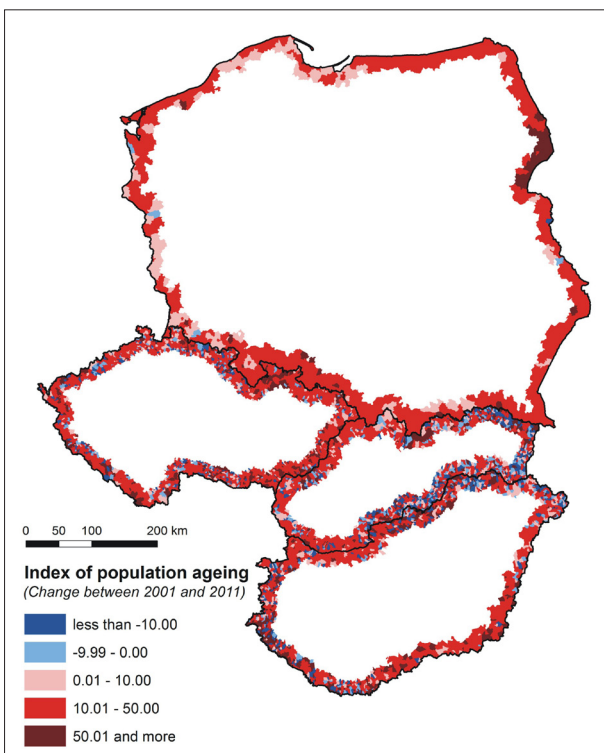 0 50 100 200 km
Index of population ageing
(Change between 2001 and 2011)
less than -10.00
-9.99 - 0.00
0.01 - 10.00
10.01 - 50.00
50.01 and more